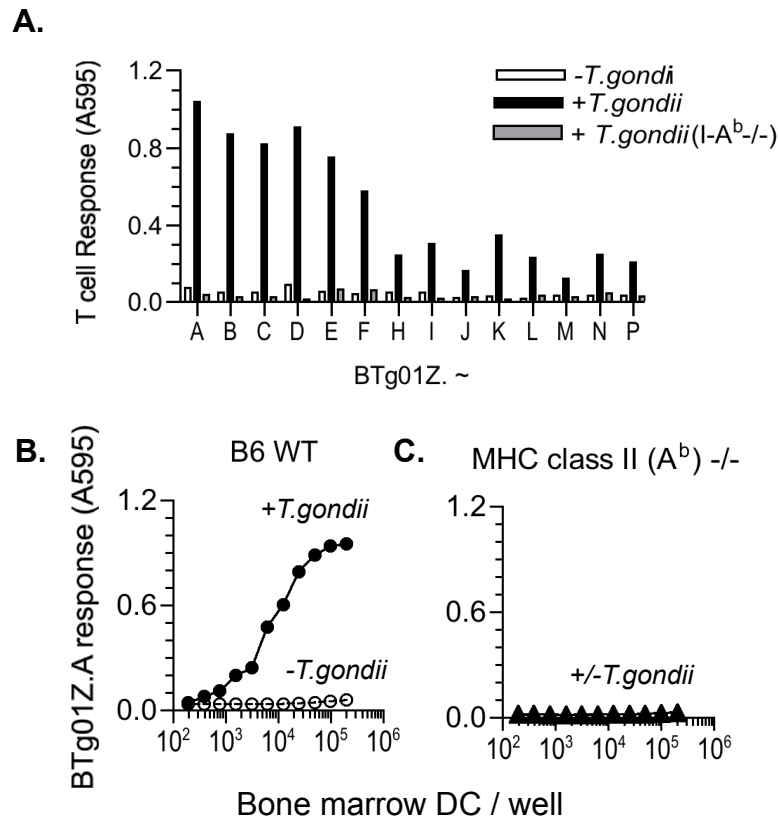 A.
T cell Response (A595)
1.2
0.8
0.4
0.0
-T.gondii
+T.gondii
+ T.gondii(I-Aᵇ-/-)
A B C D E F H I J K L M N P
BTg01Z. ~
B.
B6 WT
BTg01Z.A response (A595)
1.2
0.6
0.0
+T.gondii
-T.gondii
10² 10³ 10⁴ 10⁵ 10⁶
C.
MHC class II (Aᵇ) -/-
1.2
0.6
0.0
+/-T.gondii
10² 10³ 10⁴ 10⁵ 10⁶
Bone marrow DC / well